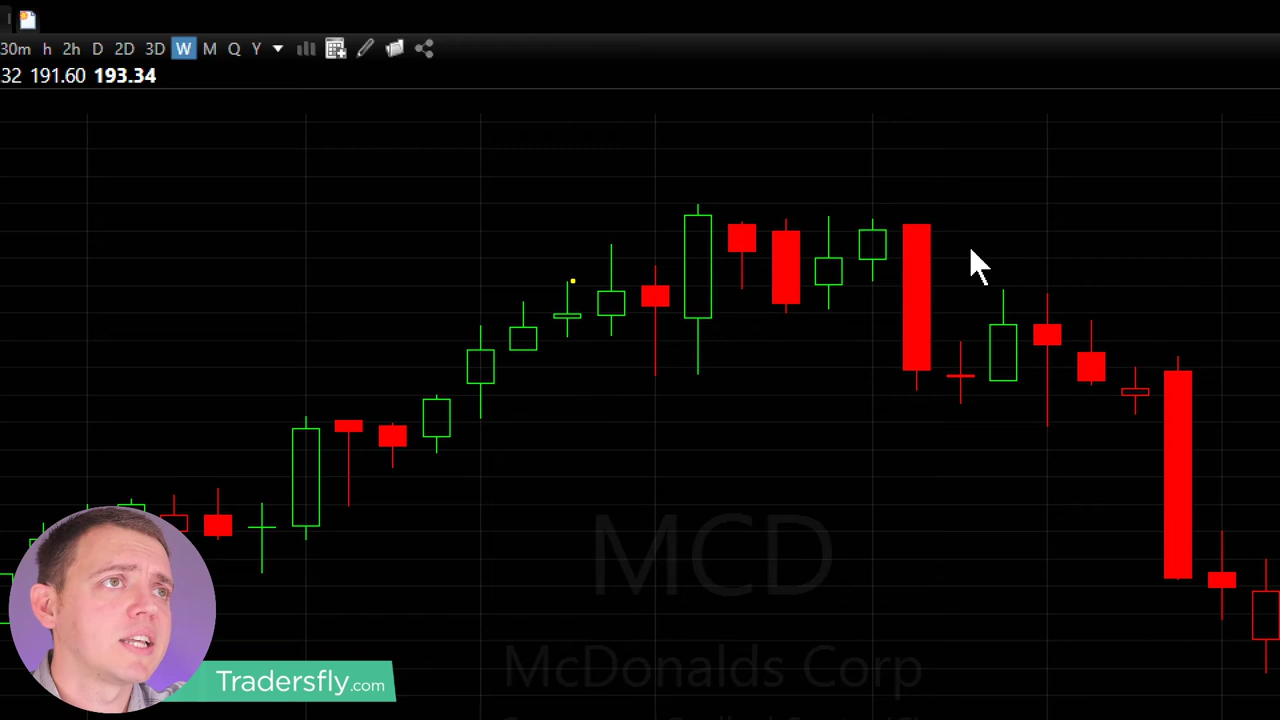 30m h 2h D 2D 3D W M Q Y
32 191.60 193.34
MCD
McDonalds Corp
Tradersfly.com